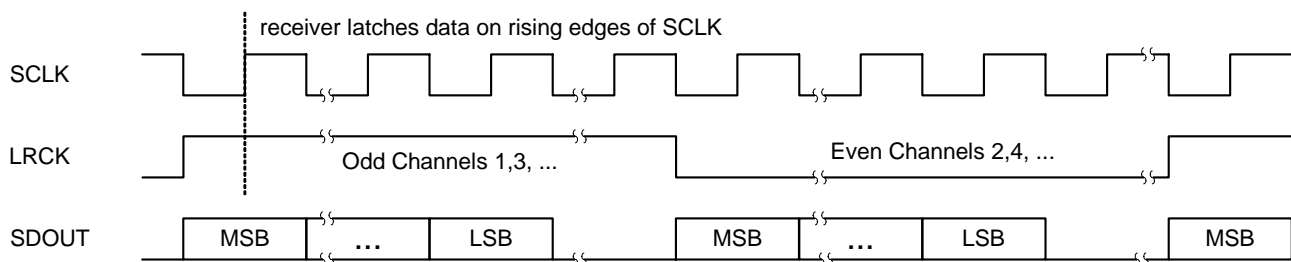 receiver latches data on rising edges of SCLK
SCLK
LRCK
Odd Channels 1,3, ...
Even Channels 2,4, ...
SDOUT
MSB
...
LSB
MSB
...
LSB
MSB